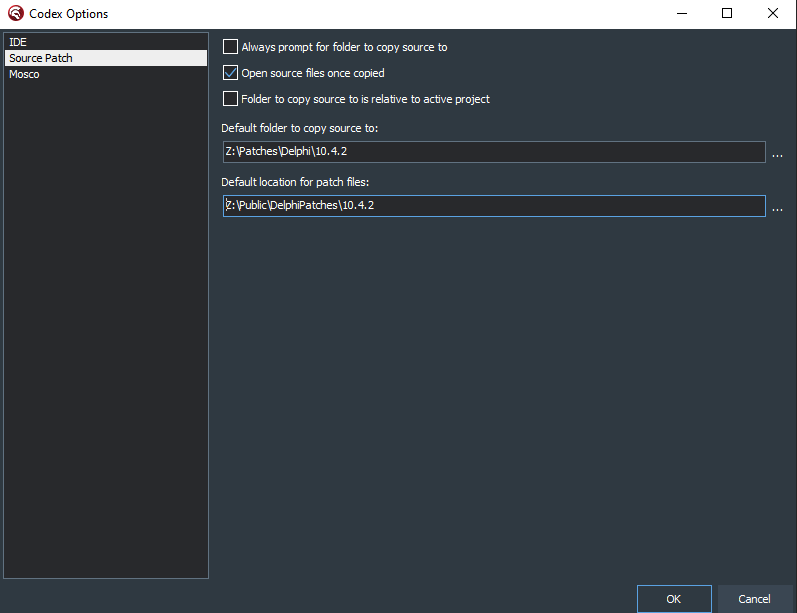 Codex Options
IDE
Source Patch
Mosco
Always prompt for folder to copy source to
Open source files once copied
Folder to copy source to is relative to active project
Default folder to copy source to:
Z:\Patches\Delphi\10.4.2
...
Default location for patch files:
Z:\Public\DelphiPatches\10.4.2
...
OK
Cancel